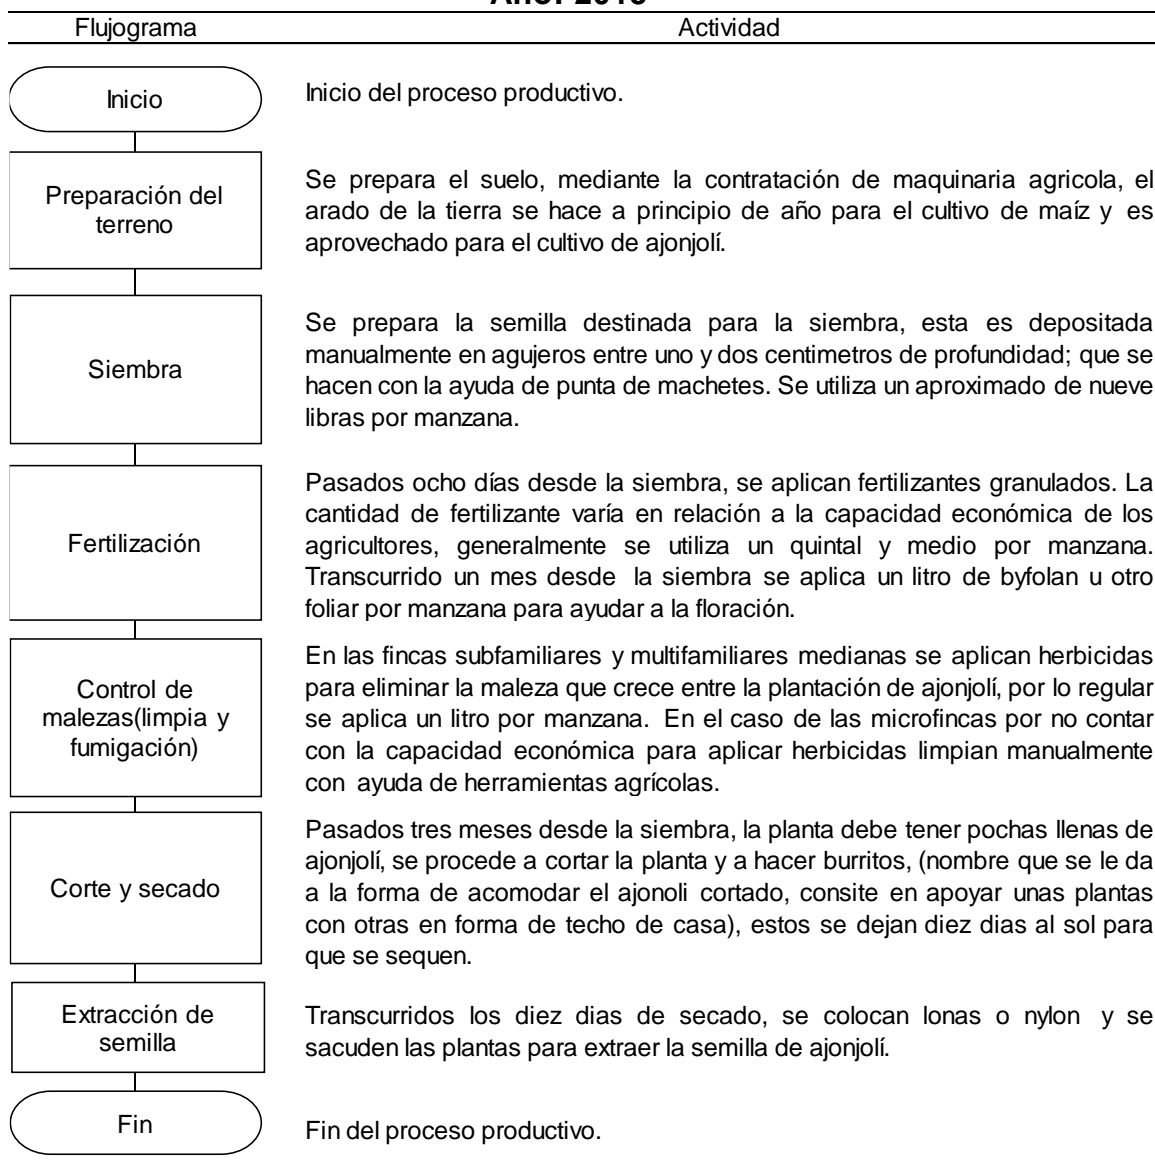 Flujograma Actividad
Inicio
Inicio del proceso productivo.
Preparación del
terreno
Se prepara el suelo, mediante la contratación de maquinaria agricola, el
arado de la tierra se hace a principio de año para el cultivo de maíz y es
aprovechado para el cultivo de ajonjolí.
Siembra
Se prepara la semilla destinada para la siembra, esta es depositada
manualmente en agujeros entre uno y dos centimetros de profundidad; que se
hacen con la ayuda de punta de machetes. Se utiliza un aproximado de nueve
libras por manzana.
Fertilización
Pasados ocho días desde la siembra, se aplican fertilizantes granulados. La
cantidad de fertilizante varía en relación a la capacidad económica de los
agricultores, generalmente se utiliza un quintal y medio por manzana.
Transcurrido un mes desde la siembra se aplica un litro de byfolan u otro
foliar por manzana para ayudar a la floración.
Control de
malezas(limpia y
fumigación)
En las fincas subfamiliares y multifamiliares medianas se aplican herbicidas
para eliminar la maleza que crece entre la plantación de ajonjolí, por lo regular
se aplica un litro por manzana. En el caso de las microfincas por no contar
con la capacidad económica para aplicar herbicidas limpian manualmente
con ayuda de herramientas agrícolas.
Corte y secado
Pasados tres meses desde la siembra, la planta debe tener pochas llenas de
ajonjolí, se procede a cortar la planta y a hacer burritos, (nombre que se le da
a la forma de acomodar el ajonoli cortado, consite en apoyar unas plantas
con otras en forma de techo de casa), estos se dejan diez dias al sol para
que se sequen.
Extracción de
semilla
Transcurridos los diez dias de secado, se colocan lonas o nylon y se
sacuden las plantas para extraer la semilla de ajonjolí.
Fin
Fin del proceso productivo.